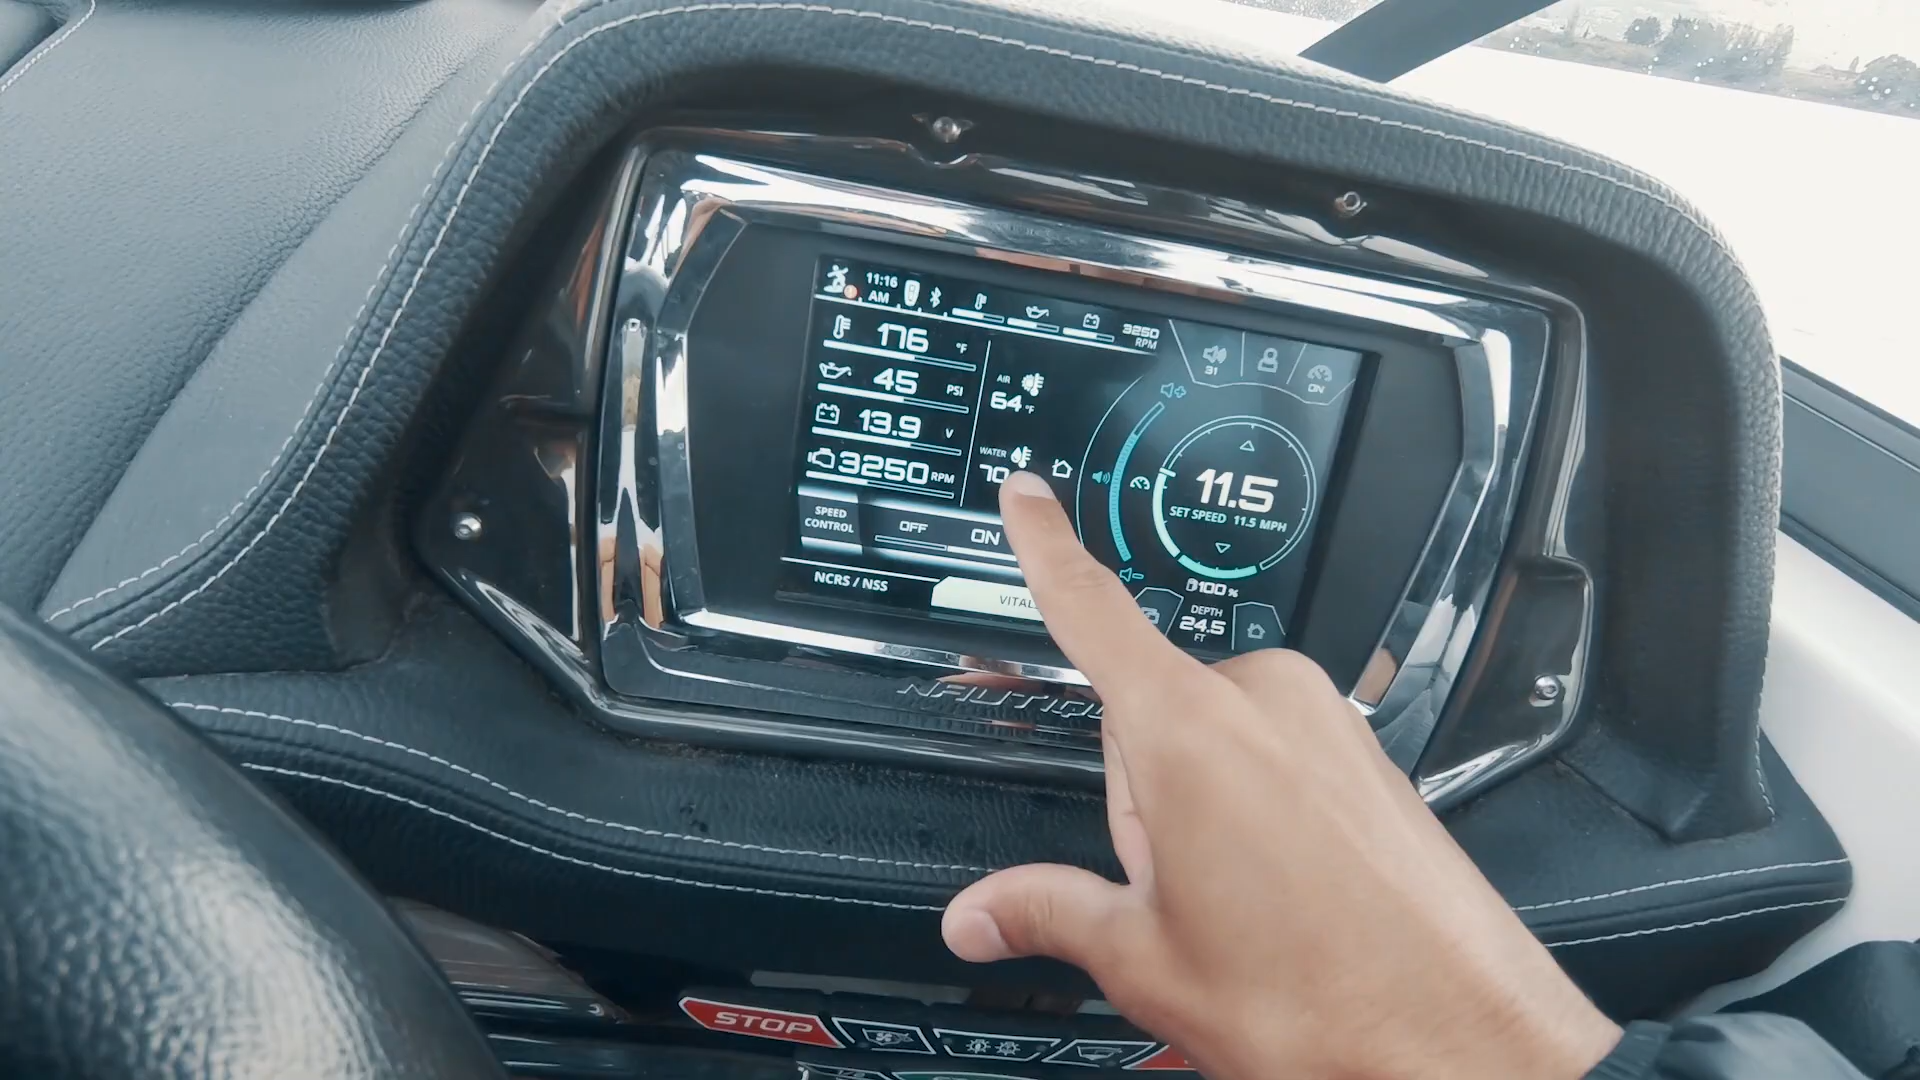 11:16
AM
3250
RPM
176 °F
45 PSI
13.9 V
3250 RPM
AIR
64 °F
WATER
70
31
ON
SPEED
CONTROL
OFF
ON
NCRS / NSS
11.5
SET SPEED 11.5 MPH
100 %
DEPTH
24.5
FT
STOP